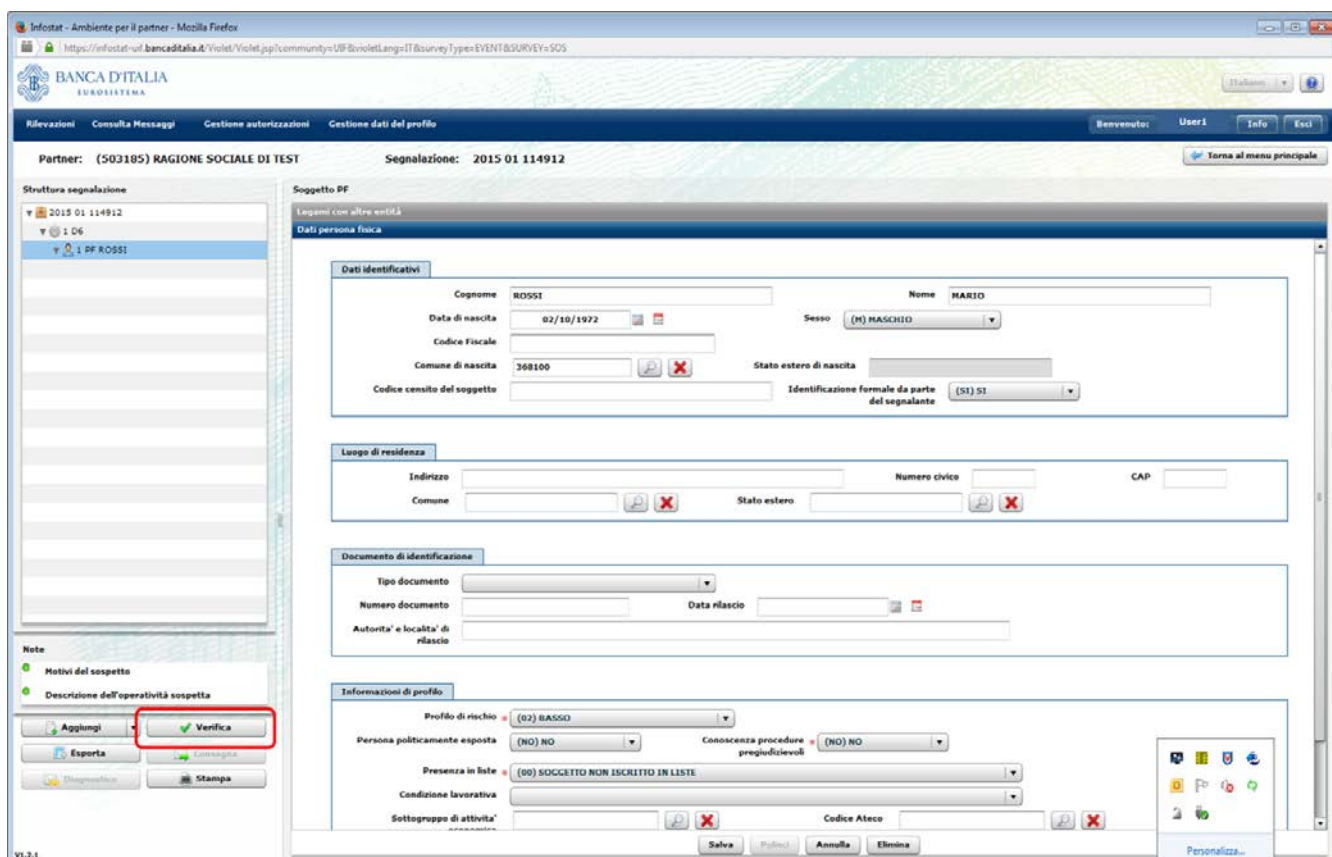 Infostat - Ambiente per il partner - Mozilla Firefox
https://infostat-uif.bancaditalia.it/Violet/Violet.jsp?community=UIF&violetLang=IT&surveyType=EVENT&SURVEY=SOS
BANCA D'ITALIA
EUROSISTEMA
Italiano
Rilevazioni Consulta Messaggi Gestione autorizzazioni Gestione dati del profilo Benvenuto: User1 Info Esci
Partner: (503185) RAGIONE SOCIALE DI TEST Segnalazione: 2015 01 114912 Torna al menu principale
Struttura segnalazione
2015 01 114912
1 D6
1 PF ROSSI
Soggetto PF
Legami con altre entità
Dati persona fisica
Dati identificativi
Cognome ROSSI Nome MARIO
Data di nascita 02/10/1972 Sesso (M) MASCHIO
Codice Fiscale
Comune di nascita 368100 Stato estero di nascita
Codice censito del soggetto Identificazione formale da parte del segnalante (SI) SI
Luogo di residenza
Indirizzo Numero civico CAP
Comune Stato estero
Documento di identificazione
Tipo documento
Numero documento Data rilascio
Autorita' e localita' di rilascio
Informazioni di profilo
Profilo di rischio * (02) BASSO
Persona politicamente esposta (NO) NO Conoscenza procedure pregiudizievoli * (NO) NO
Presenza in liste * (00) SOGGETTO NON ISCRITTO IN LISTE
Condizione lavorativa
Sottogruppo di attivita' economica Codice Ateco
Salva Pulisci Annulla Elimina
Note
Motivi del sospetto
Descrizione dell'operatività sospetta
Aggiungi Verifica
Esporta Consegna
Diagnostico Stampa
V1.2.1
Personalizza...